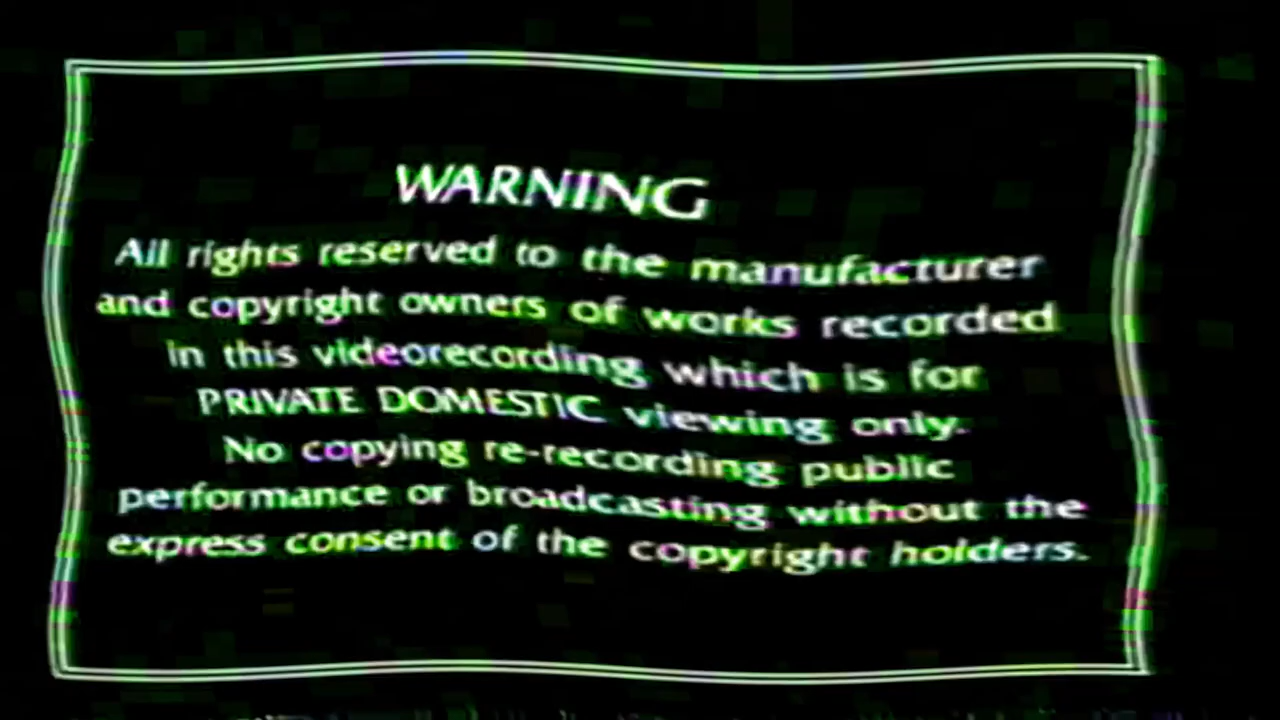 WARNING
All rights reserved to the manufacturer
and copyright owners of works recorded
in this videorecording which is for
PRIVATE DOMESTIC viewing only.
No copying re-recording public
performance or broadcasting without the
express consent of the copyright holders.